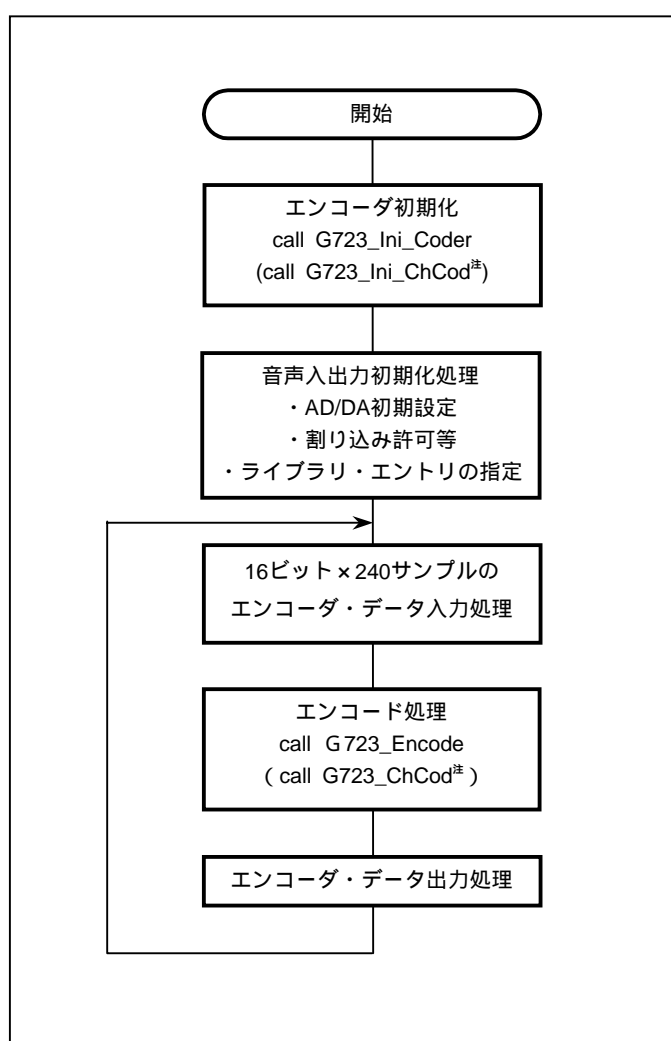 開始
エンコーダ初期化
call G723_Ini_Coder
(call G723_Ini_ChCod注)
音声入出力初期化処理
・AD/DA初期設定
・割り込み許可等
・ライブラリ・エントリの指定
16ビット×240サンプルの
エンコーダ・データ入力処理
エンコード処理
call G723_Encode
( call G723_ChCod注 )
エンコーダ・データ出力処理